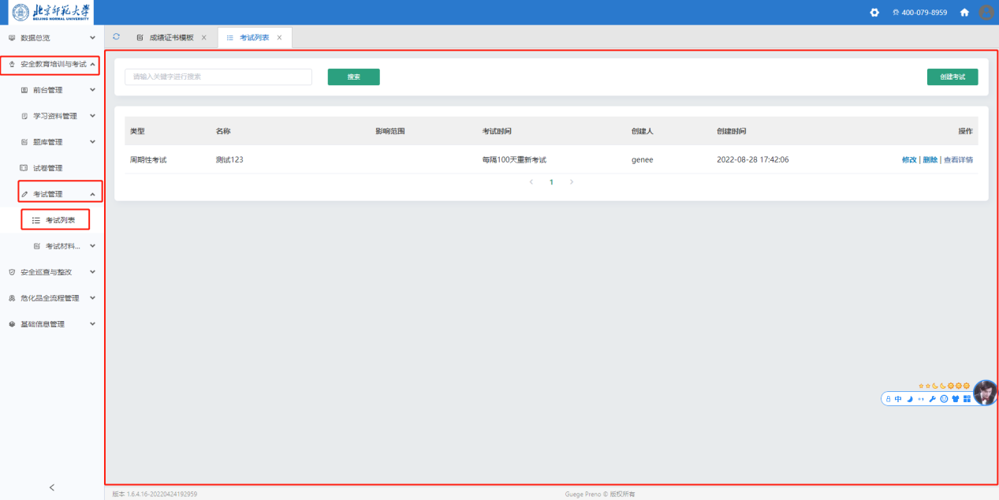 北京师范大学
BEIJING NORMAL UNIVERSITY
400-079-8959
数据总览
安全教育培训与考试
前台管理
学习资料管理
题库管理
试卷管理
考试管理
考试列表
考试材料...
安全巡查与整改
危化品全流程管理
基础信息管理
成绩证书模板 ×
考试列表 ×
请输入关键字进行搜索
搜索
创建考试
类型 名称 影响范围 考试时间 创建人 创建时间 操作
周期性考试 测试123 每隔100天重新考试 genee 2022-08-28 17:42:06 修改 | 删除 | 查看详情
< 1 >
中
版本 1.6.4.16-20220424192959
Guege Preno © 版权所有